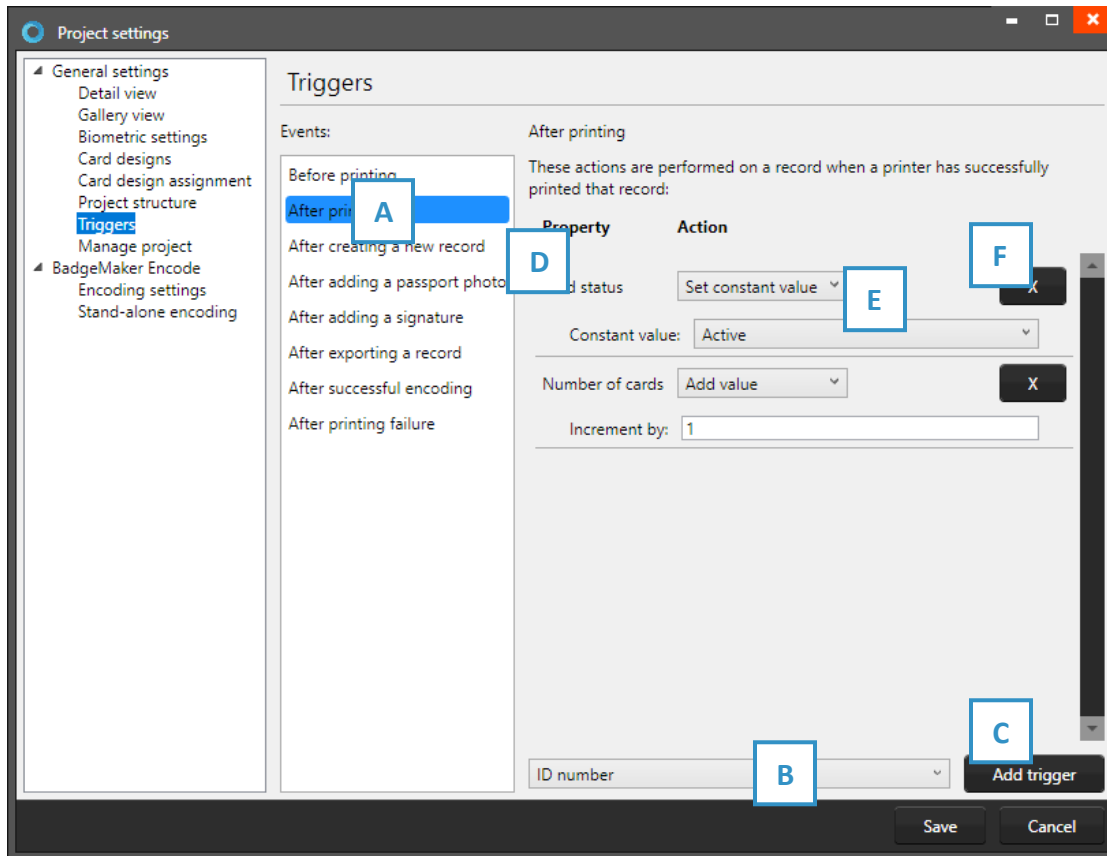 Project settings
General settings
Detail view
Gallery view
Biometric settings
Card designs
Card design assignment
Project structure
Triggers
Manage project
BadgeMaker Encode
Encoding settings
Stand-alone encoding
Triggers
Events:
Before printing
After
A
After creating a new record
After adding a passport photo
After adding a signature
After exporting a record
After successful encoding
After printing failure
After printing
These actions are performed on a record when a printer has successfully
printed that record:
Property Action
D
status Set constant value
E
F
X
Constant value: Active
Number of cards Add value X
Increment by: 1
ID number
B
C
Add trigger
Save Cancel